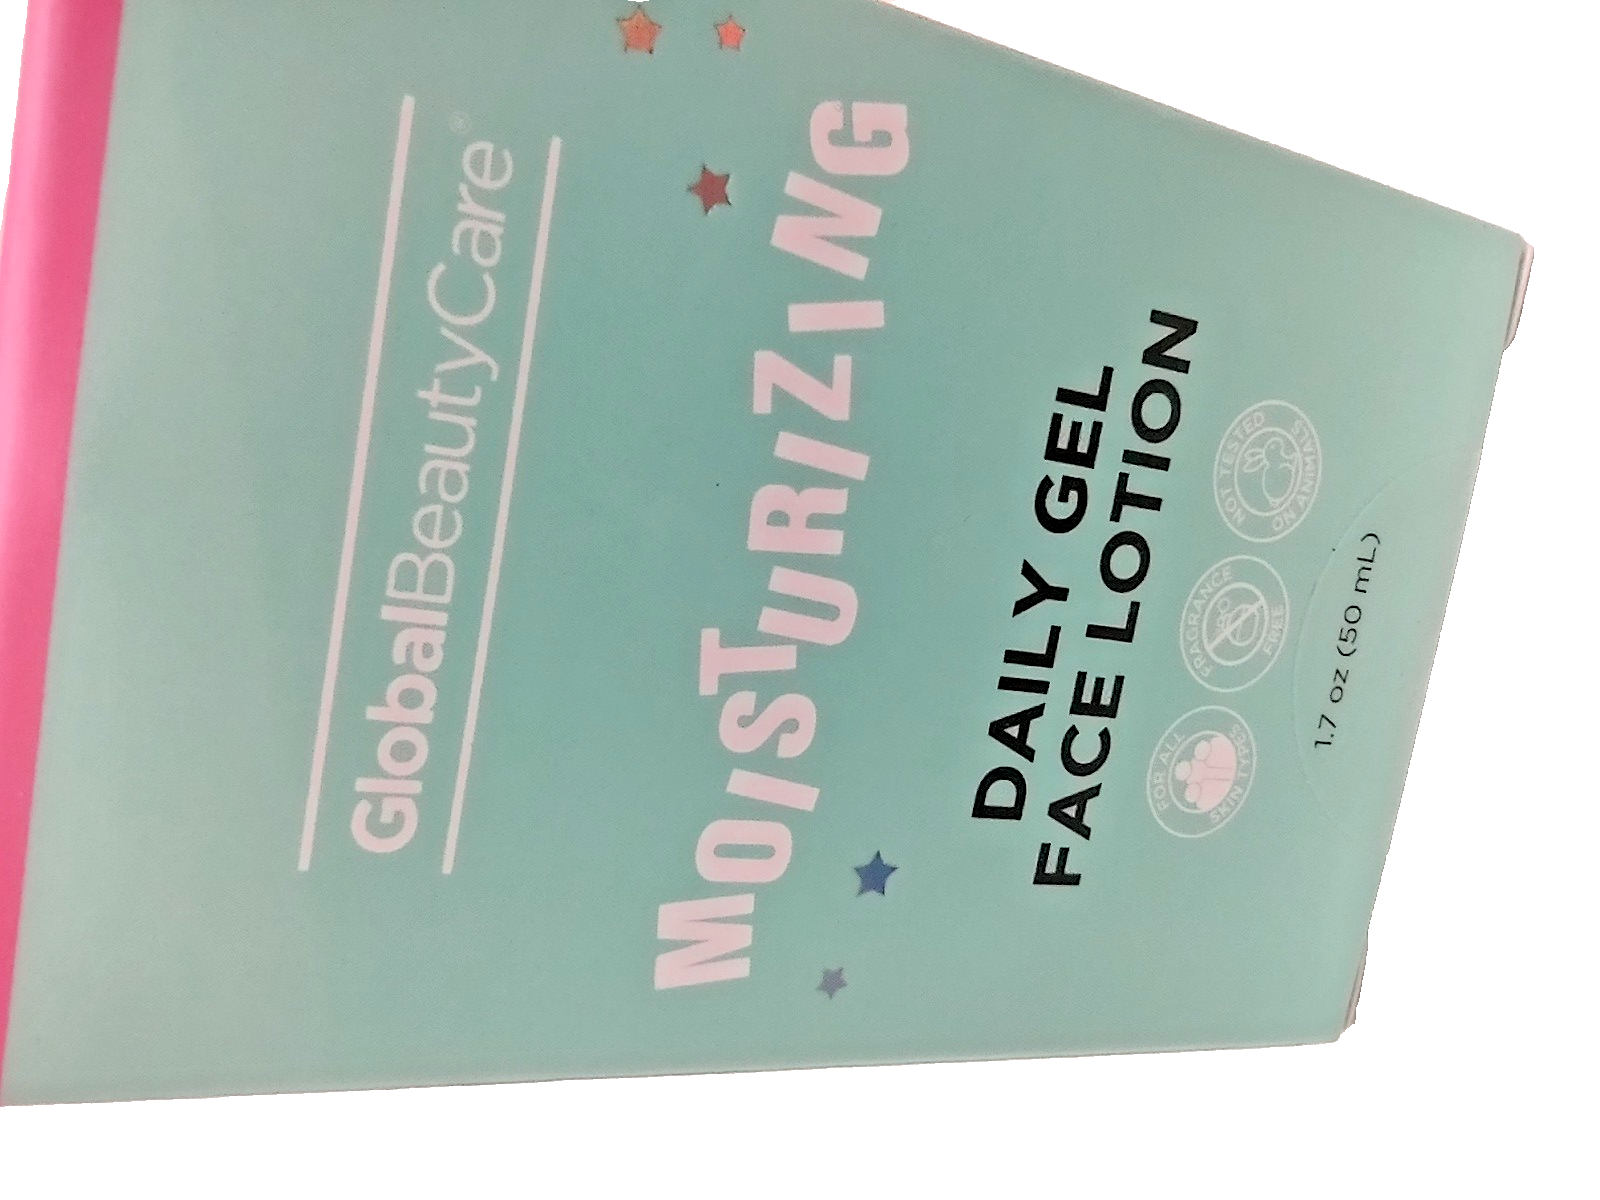 GlobalBeautyCare®
MOISTURIZING
DAILY GEL
FACE LOTION
FOR ALL
SKIN TYPES
FRAGRANCE
FREE
NOT TESTED
ON ANIMALS
1.7 oz (50 mL)